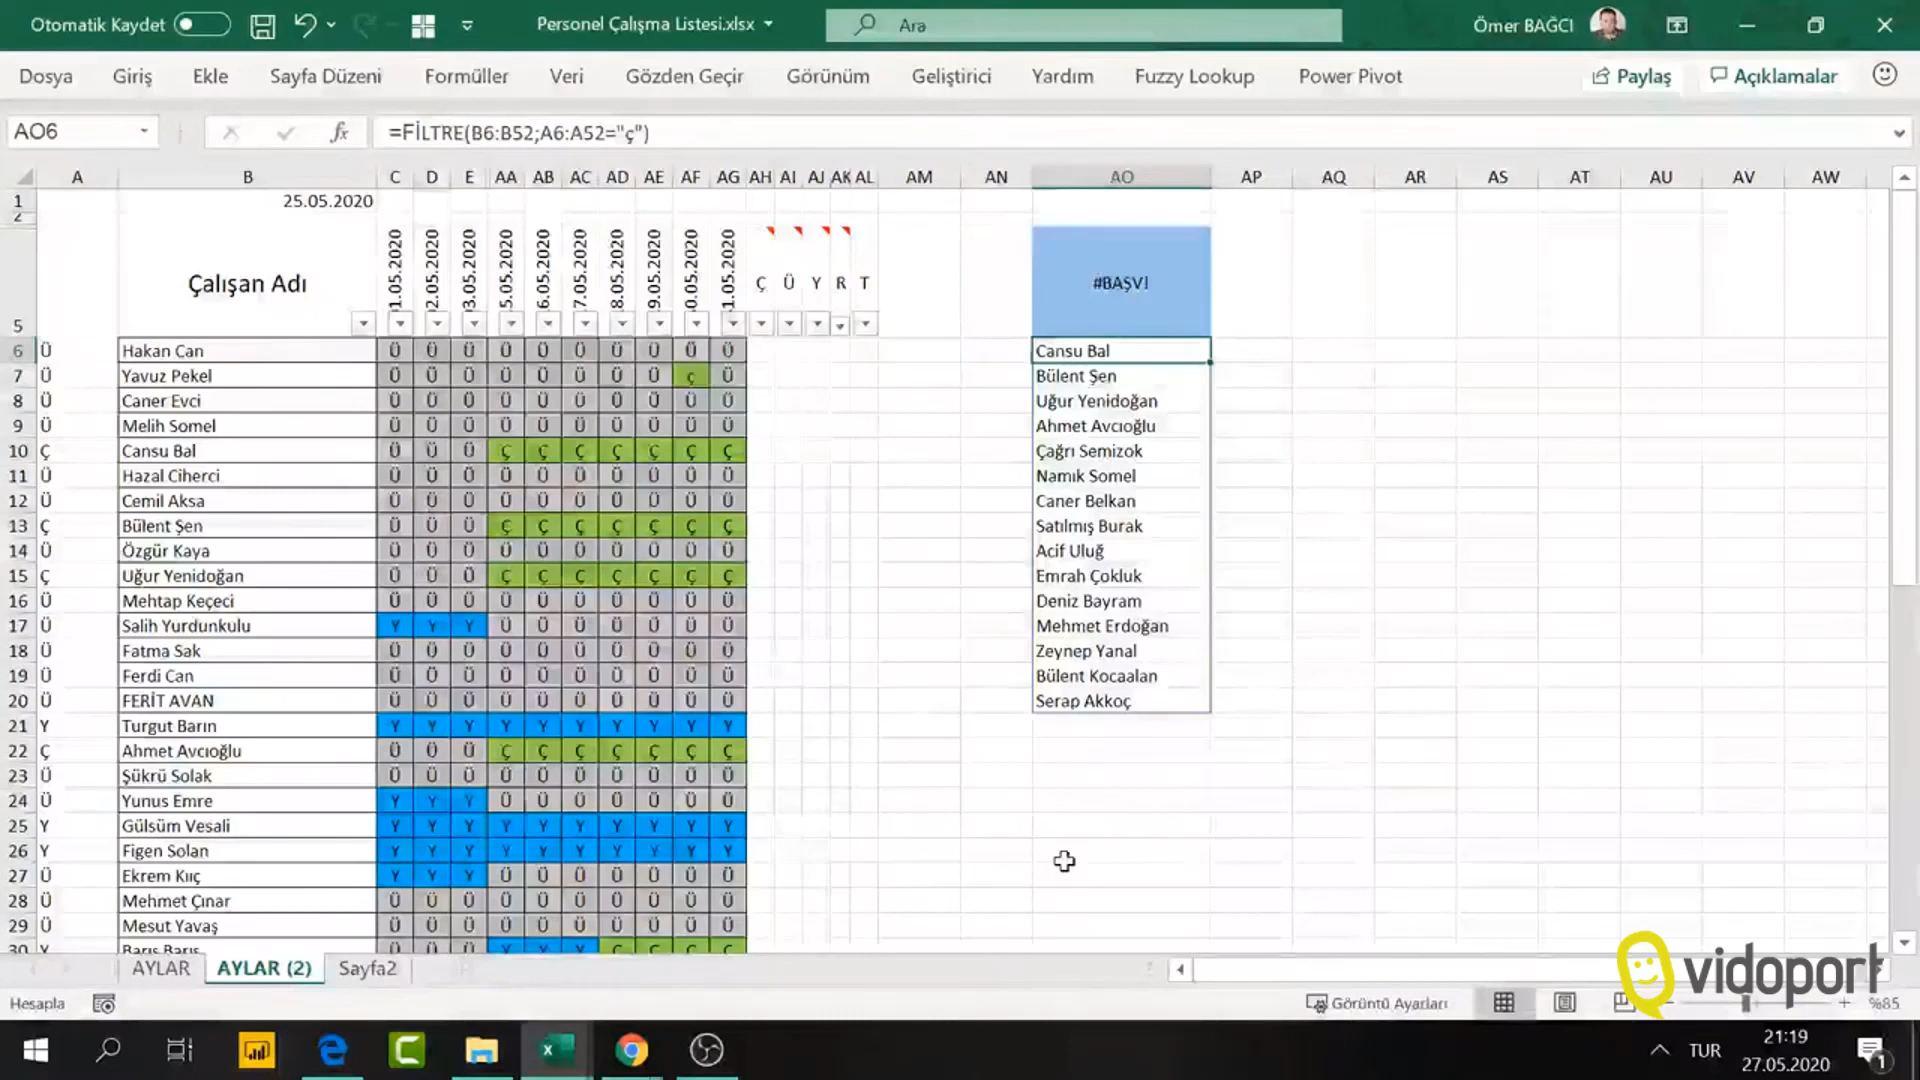 Otomatik Kaydet Personel Çalışma Listesi.xlsx Ara Ömer BAĞCI
Dosya Giriş Ekle Sayfa Düzeni Formüller Veri Gözden Geçir Görünüm Geliştirici Yardım Fuzzy Lookup Power Pivot Paylaş Açıklamalar
AO6 fx =FİLTRE(B6:B52;A6:A52="ç")
A B C D E AA AB AC AD AE AF AG AH AI AJ AK AL AM AN AO AP AQ AR AS AT AU AV AW
1 25.05.2020
2
5 Çalışan Adı 1.05.2020 2.05.2020 3.05.2020 5.05.2020 6.05.2020 7.05.2020 8.05.2020 9.05.2020 0.05.2020 1.05.2020 Ç Ü Y R T #BAŞV!
6 Ü Hakan Can Ü Ü Ü Ü Ü Ü Ü Ü Ü Ü Cansu Bal
7 Ü Yavuz Pekel Ü Ü Ü Ü Ü Ü Ü Ü ç Ü Bülent Şen
8 Ü Caner Evci Ü Ü Ü Ü Ü Ü Ü Ü Ü Ü Uğur Yenidoğan
9 Ü Melih Somel Ü Ü Ü Ü Ü Ü Ü Ü Ü Ü Ahmet Avcıoğlu
10 Ç Cansu Bal Ü Ü Ü Ç Ç Ç Ç Ç Ç Ç Çağrı Semizok
11 Ü Hazal Ciherci Ü Ü Ü Ü Ü Ü Ü Ü Ü Ü Namık Somel
12 Ü Cemil Aksa Ü Ü Ü Ü Ü Ü Ü Ü Ü Ü Caner Belkan
13 Ç Bülent Şen Ü Ü Ü Ç Ç Ç Ç Ç Ç Ç Satılmış Burak
14 Ü Özgür Kaya Ü Ü Ü Ü Ü Ü Ü Ü Ü Ü Acif Uluğ
15 Ç Uğur Yenidoğan Ü Ü Ü Ç Ç Ç Ç Ç Ç Ç Emrah Çokluk
16 Ü Mehtap Keçeci Ü Ü Ü Ü Ü Ü Ü Ü Ü Ü Deniz Bayram
17 Ü Salih Yurdunkulu Y Y Y Ü Ü Ü Ü Ü Ü Ü Mehmet Erdoğan
18 Ü Fatma Sak Ü Ü Ü Ü Ü Ü Ü Ü Ü Ü Zeynep Yanal
19 Ü Ferdi Can Ü Ü Ü Ü Ü Ü Ü Ü Ü Ü Bülent Kocaalan
20 Ü FERİT AVAN Ü Ü Ü Ü Ü Ü Ü Ü Ü Ü Serap Akkoç
21 Y Turgut Barın Y Y Y Y Y Y Y Y Y Y
22 Ç Ahmet Avcıoğlu Ü Ü Ü Ç Ç Ç Ç Ç Ç Ç
23 Ü Şükrü Solak Ü Ü Ü Ü Ü Ü Ü Ü Ü Ü
24 Ü Yunus Emre Y Y Y Ü Ü Ü Ü Ü Ü Ü
25 Y Gülsüm Vesali Y Y Y Y Y Y Y Y Y Y
26 Y Figen Solan Y Y Y Y Y Y Y Y Y Y
27 Ü Ekrem Kııç Y Y Y Ü Ü Ü Ü Ü Ü Ü
28 Ü Mehmet Çınar Ü Ü Ü Ü Ü Ü Ü Ü Ü Ü
29 Ü Mesut Yavaş Ü Ü Ü Ü Ü Ü Ü Ü Ü Ü
30 Y Barış Barış Ü Ü Ü Y Y Y Ç Ç Ç Ç
AYLAR AYLAR (2) Sayfa2
vidoport
Hesapla Görüntü Ayarları %85
TUR 21:19
27.05.2020 1